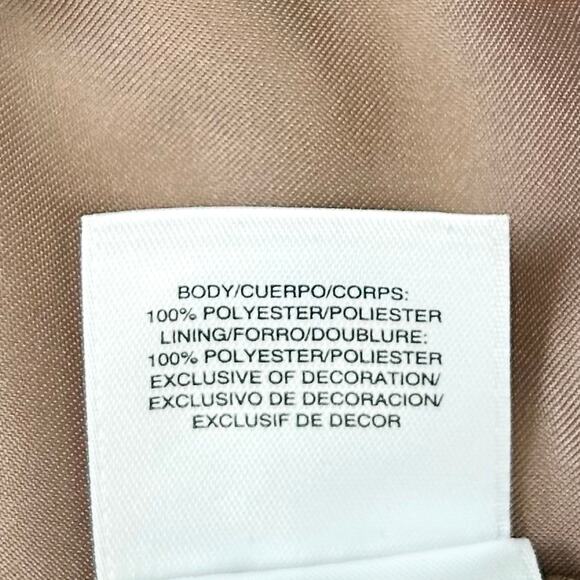 BODY/CUERPO/CORPS:
100% POLYESTER/POLIESTER
LINING/FORRO/DOUBLURE:
100% POLYESTER/POLIESTER
EXCLUSIVE OF DECORATION/
EXCLUSIVO DE DECORACION/
EXCLUSIF DE DECOR